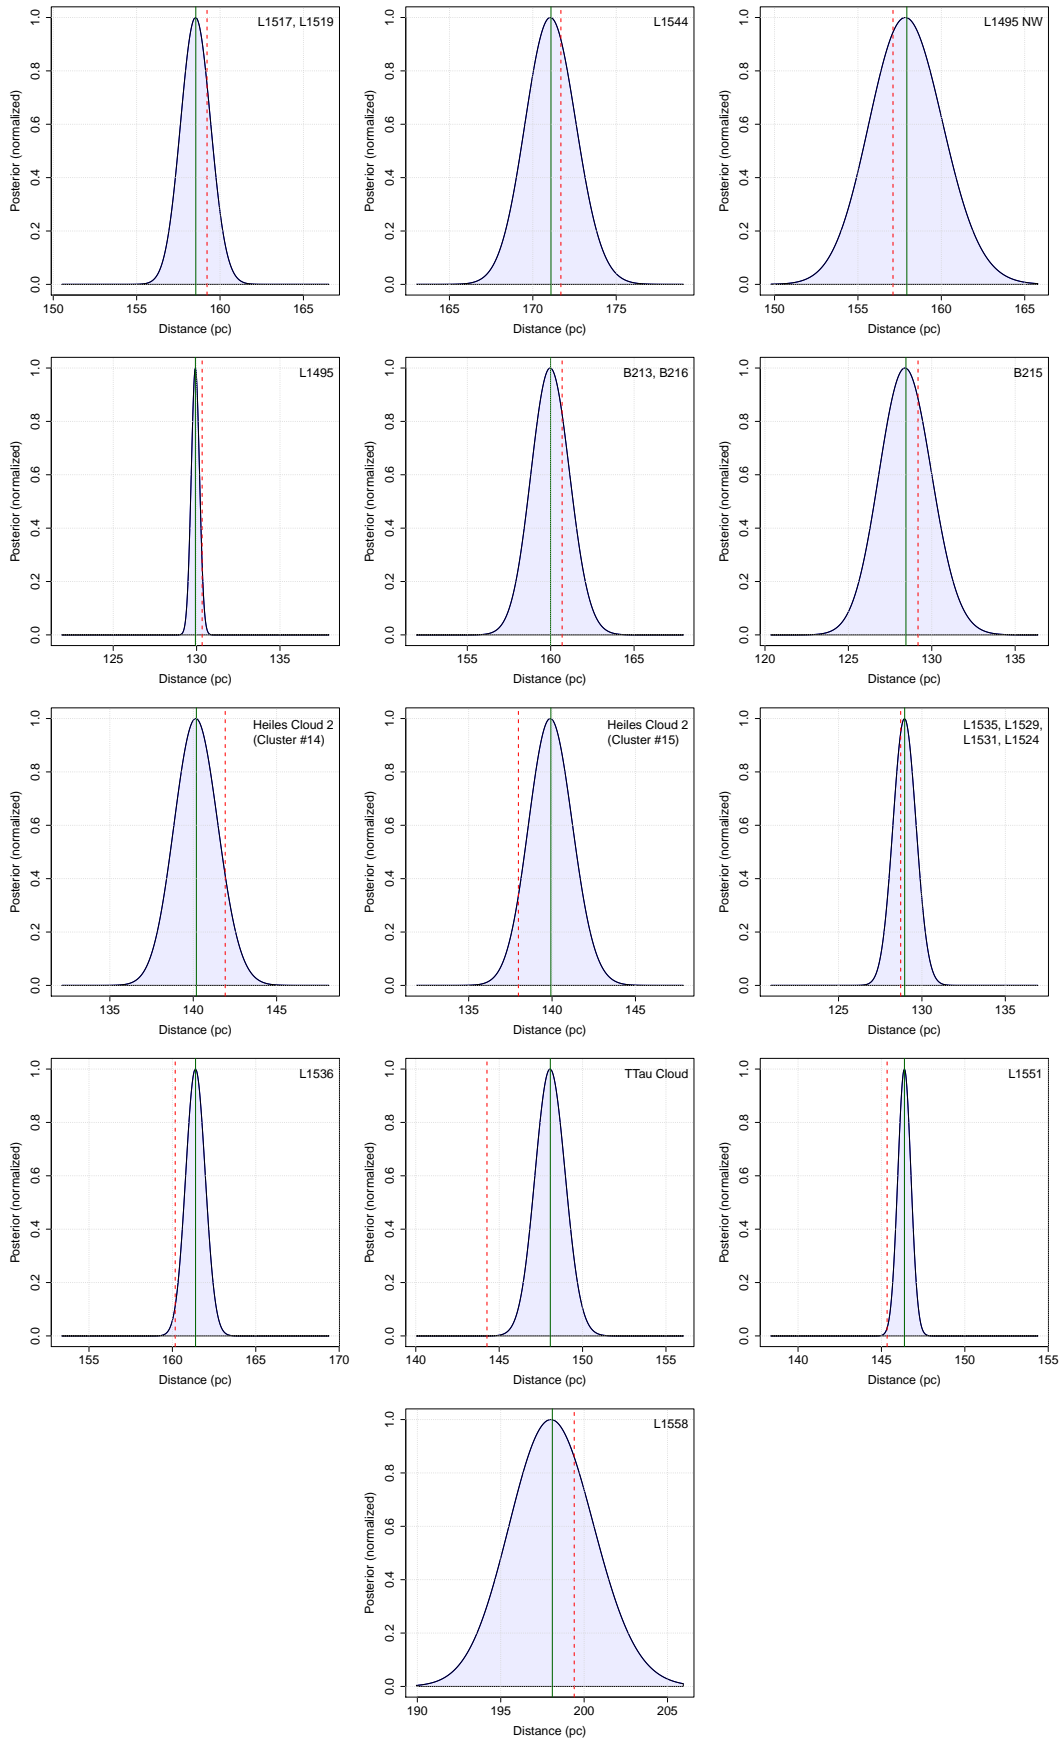 L1517, L1519
Posterior (normalized)
0.0 0.2 0.4 0.6 0.8 1.0
150 155 160 165
Distance (pc)
L1544
Posterior (normalized)
0.0 0.2 0.4 0.6 0.8 1.0
165 170 175
Distance (pc)
L1495 NW
Posterior (normalized)
0.0 0.2 0.4 0.6 0.8 1.0
150 155 160 165
Distance (pc)
L1495
Posterior (normalized)
0.0 0.2 0.4 0.6 0.8 1.0
125 130 135
Distance (pc)
B213, B216
Posterior (normalized)
0.0 0.2 0.4 0.6 0.8 1.0
155 160 165
Distance (pc)
B215
Posterior (normalized)
0.0 0.2 0.4 0.6 0.8 1.0
120 125 130 135
Distance (pc)
Heiles Cloud 2
(Cluster #14)
Posterior (normalized)
0.0 0.2 0.4 0.6 0.8 1.0
135 140 145
Distance (pc)
Heiles Cloud 2
(Cluster #15)
Posterior (normalized)
0.0 0.2 0.4 0.6 0.8 1.0
135 140 145
Distance (pc)
L1535, L1529,
L1531, L1524
Posterior (normalized)
0.0 0.2 0.4 0.6 0.8 1.0
125 130 135
Distance (pc)
L1536
Posterior (normalized)
0.0 0.2 0.4 0.6 0.8 1.0
155 160 165 170
Distance (pc)
TTau Cloud
Posterior (normalized)
0.0 0.2 0.4 0.6 0.8 1.0
140 145 150 155
Distance (pc)
L1551
Posterior (normalized)
0.0 0.2 0.4 0.6 0.8 1.0
140 145 150 155
Distance (pc)
L1558
Posterior (normalized)
0.0 0.2 0.4 0.6 0.8 1.0
190 195 200 205
Distance (pc)